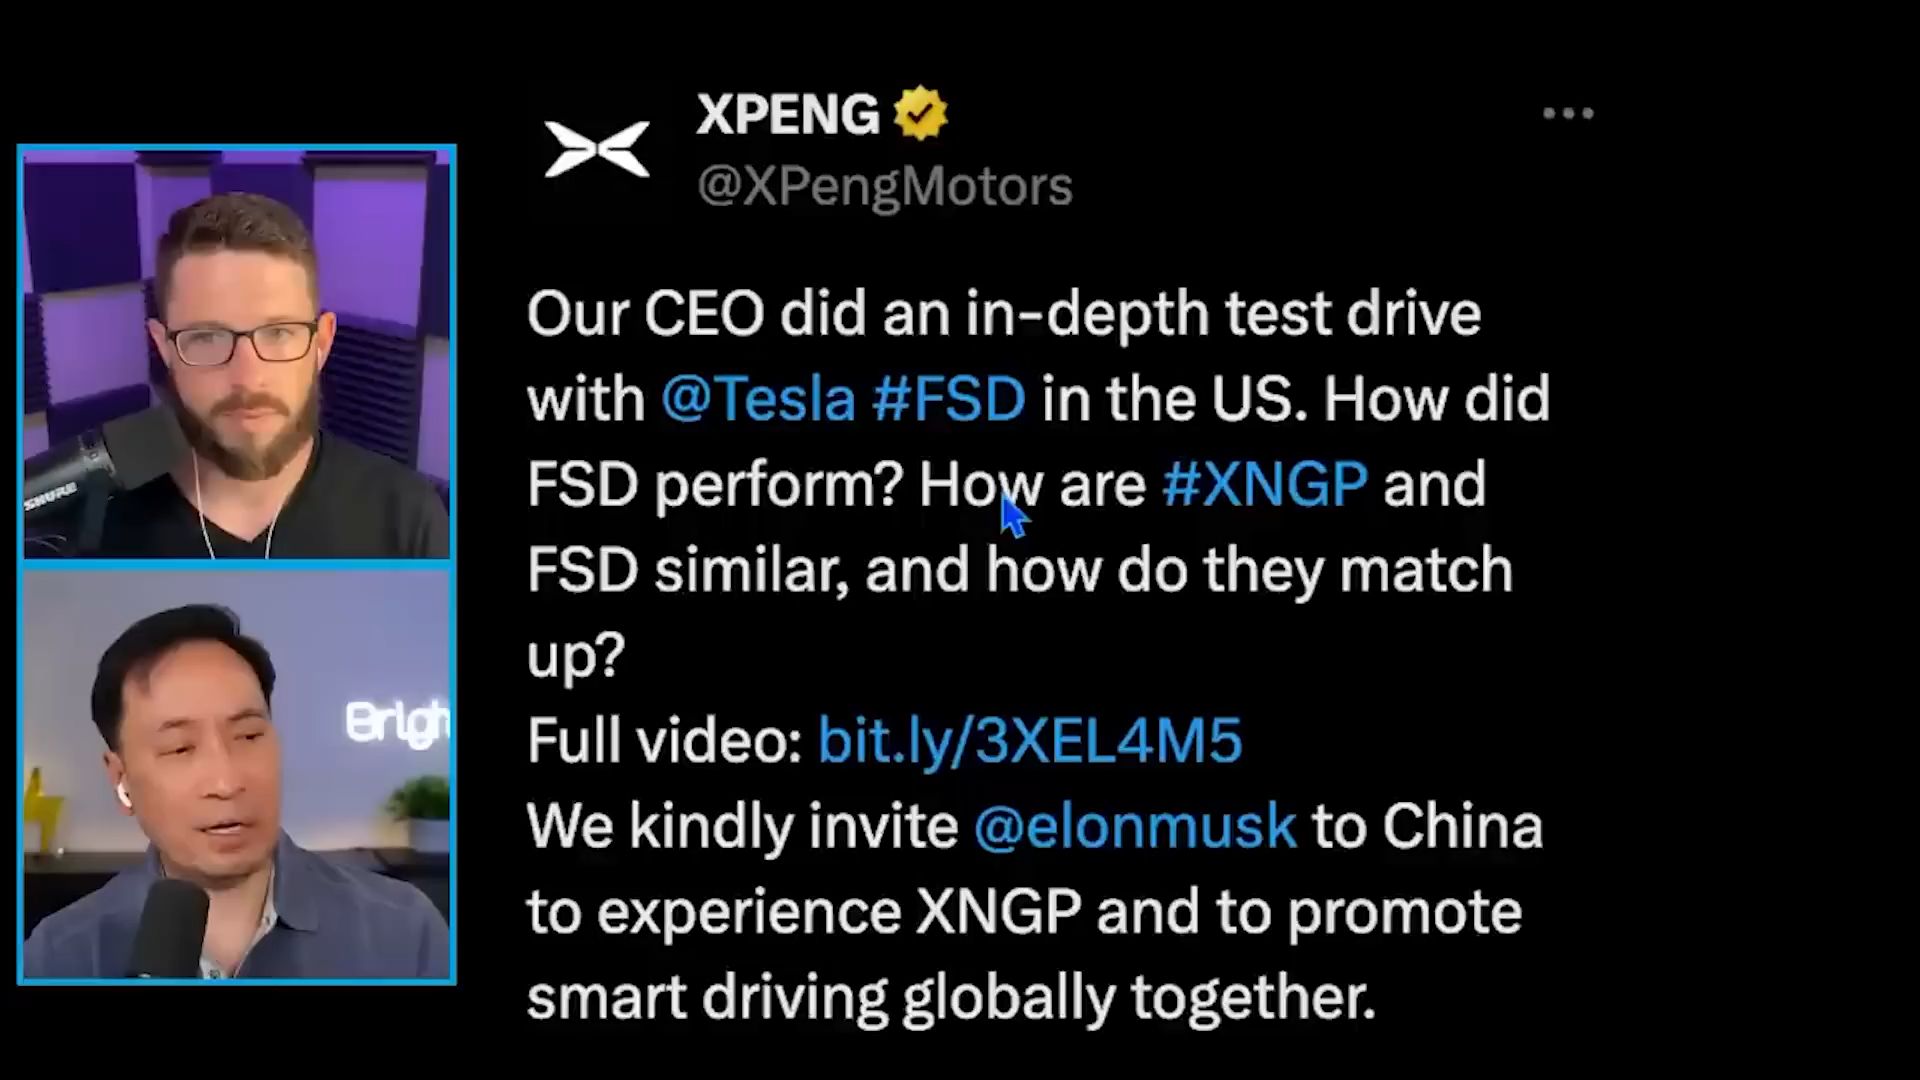 XPENG
@XPengMotors
Our CEO did an in-depth test drive
with @Tesla #FSD in the US. How did
FSD perform? How are #XNGP and
FSD similar, and how do they match
up?
Full video: bit.ly/3XEL4M5
We kindly invite @elonmusk to China
to experience XNGP and to promote
smart driving globally together.
SHURE
Brigh